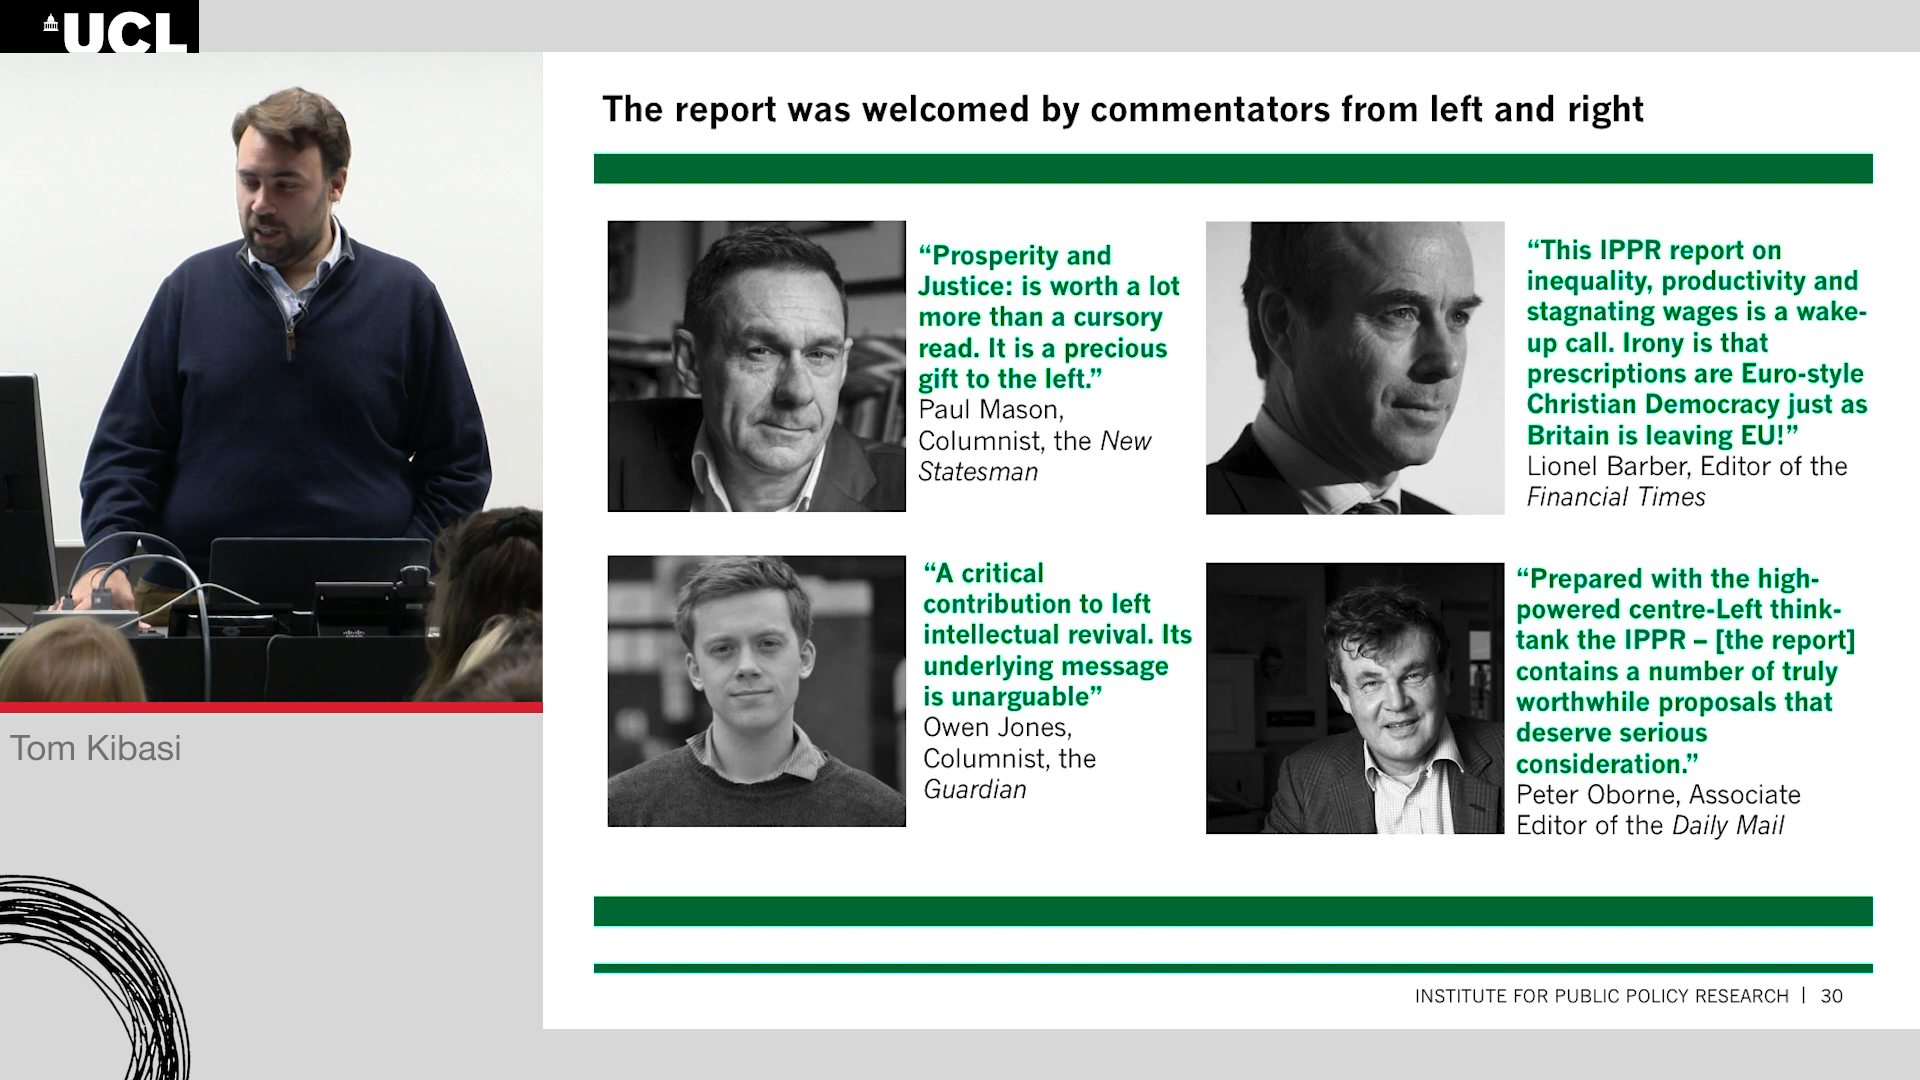 UCL
The report was welcomed by commentators from left and right
“Prosperity and
Justice: is worth a lot
more than a cursory
read. It is a precious
gift to the left.”
Paul Mason,
Columnist, the New
Statesman
“This IPPR report on
inequality, productivity and
stagnating wages is a wake-
up call. Irony is that
prescriptions are Euro-style
Christian Democracy just as
Britain is leaving EU!”
Lionel Barber, Editor of the
Financial Times
“A critical
contribution to left
intellectual revival. Its
underlying message
is unarguable”
Owen Jones,
Columnist, the
Guardian
“Prepared with the high-
powered centre-Left think-
tank the IPPR – [the report]
contains a number of truly
worthwhile proposals that
deserve serious
consideration.”
Peter Oborne, Associate
Editor of the Daily Mail
Tom Kibasi
INSTITUTE FOR PUBLIC POLICY RESEARCH | 30